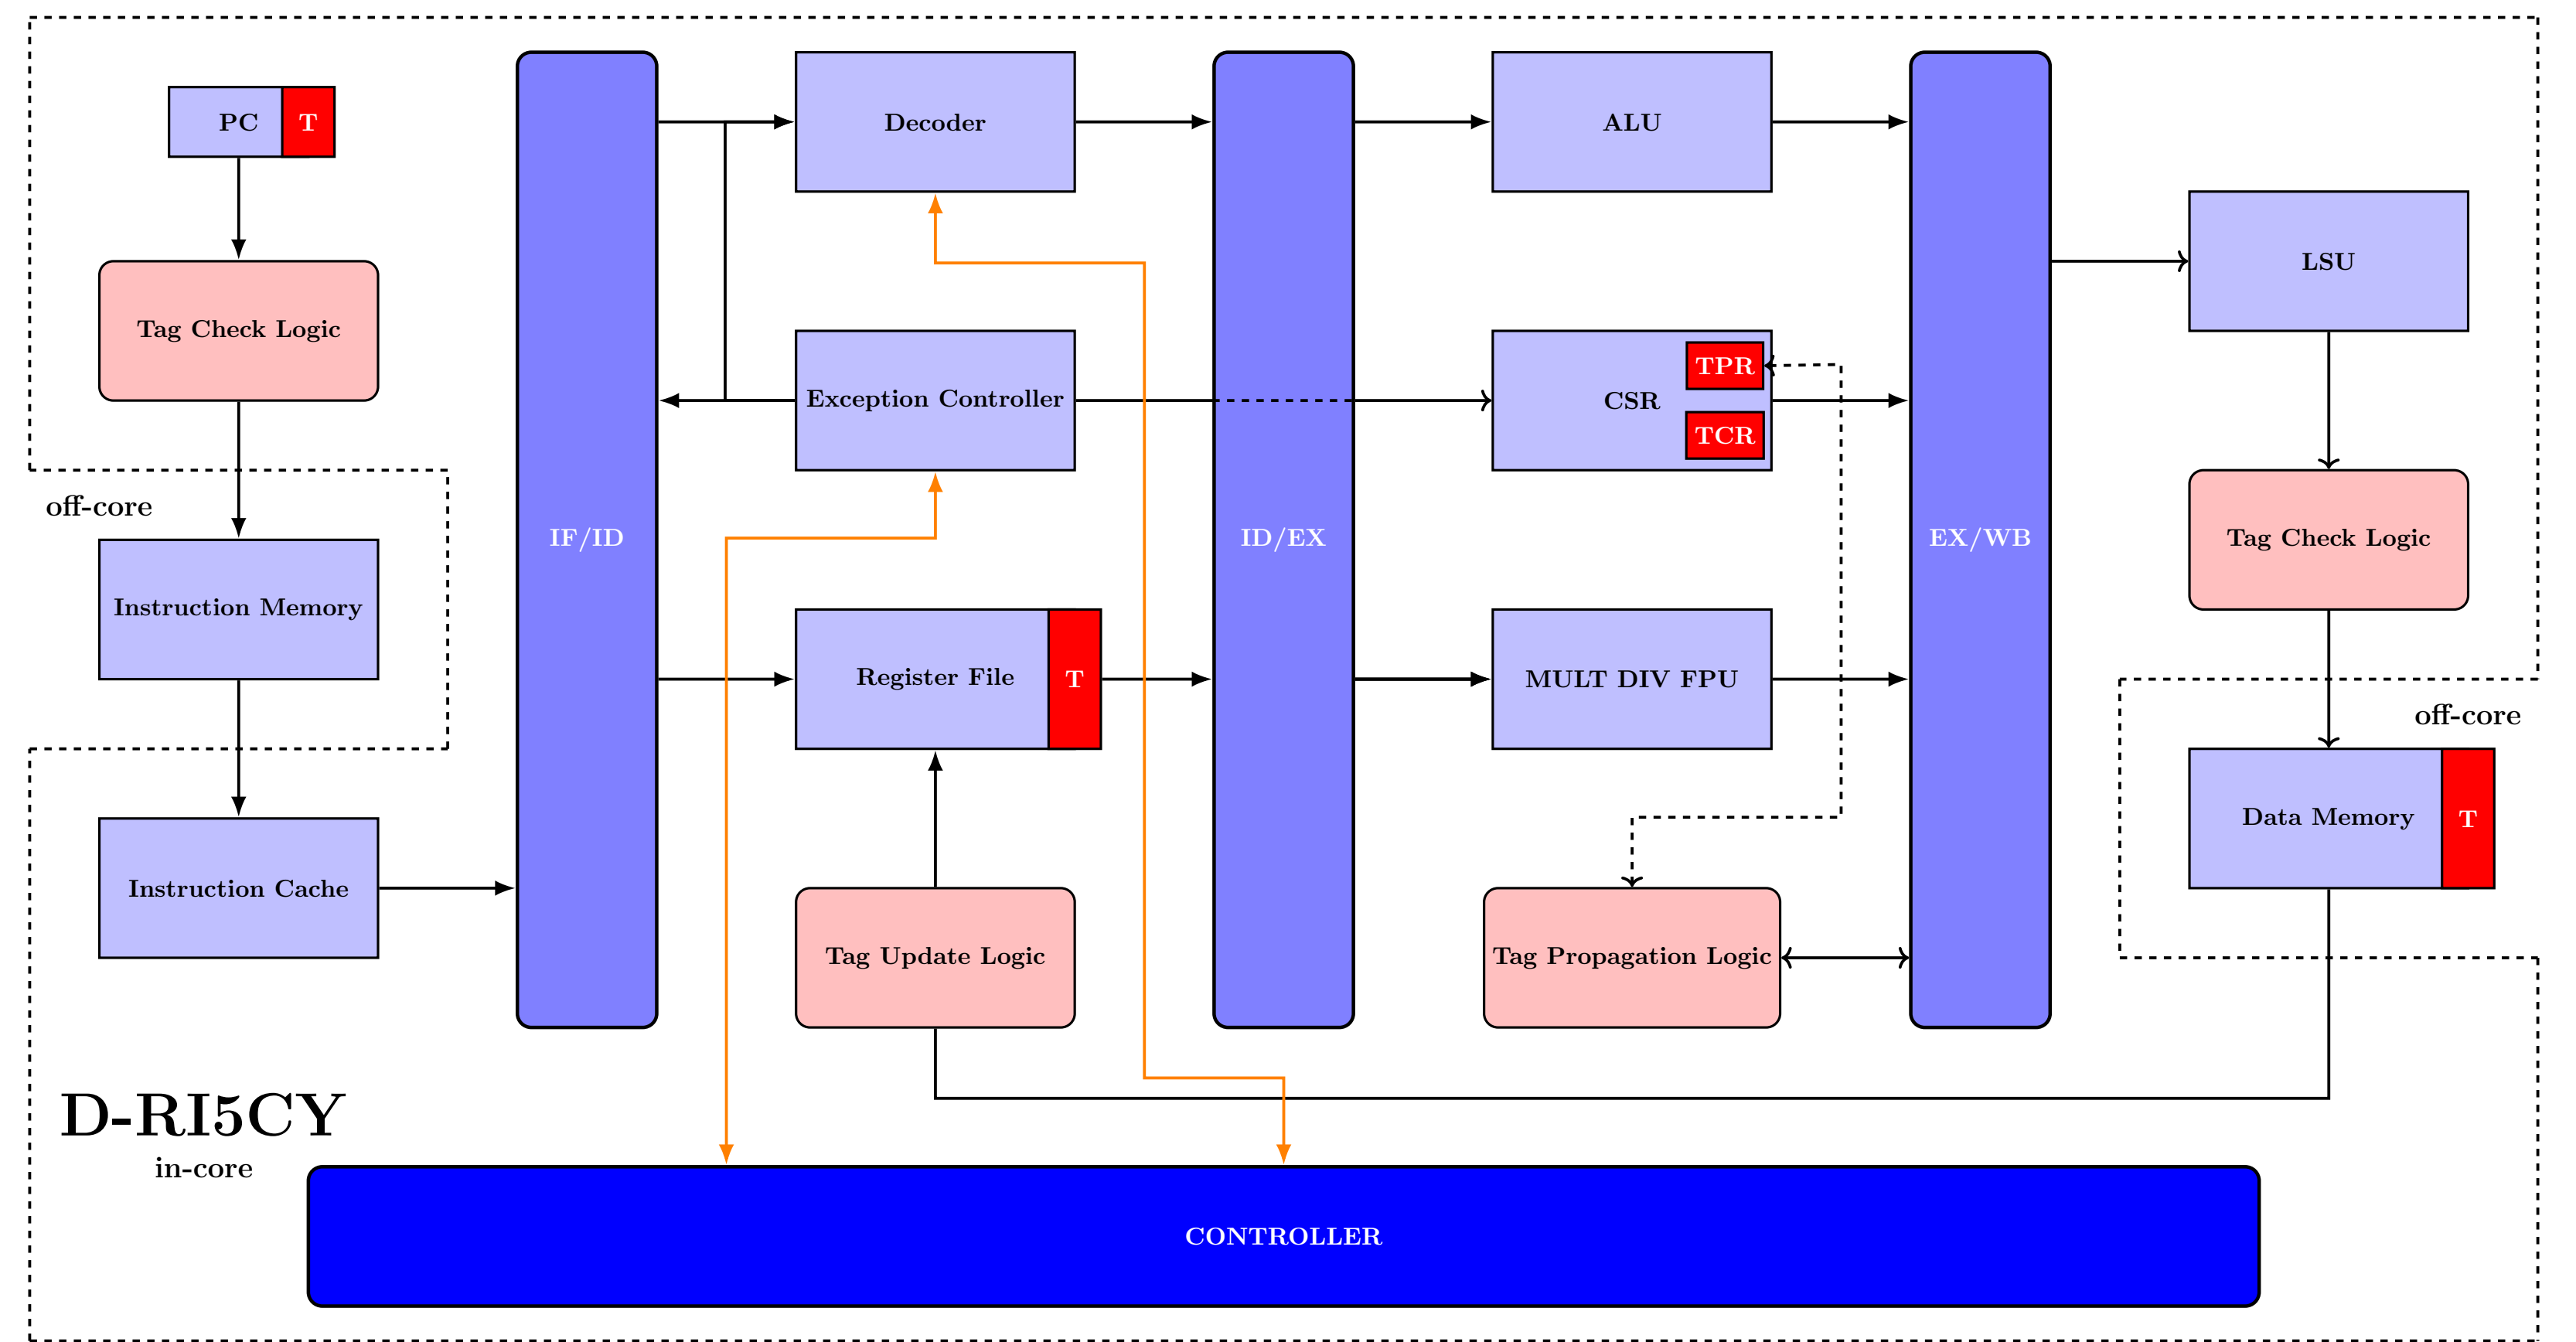 PC
T
Tag Check Logic
off-core
Instruction Memory
Instruction Cache
D-RI5CY
in-core
IF/ID
Decoder
Exception Controller
Register File
T
Tag Update Logic
ID/EX
ALU
CSR
TPR
TCR
MULT DIV FPU
Tag Propagation Logic
EX/WB
LSU
Tag Check Logic
off-core
Data Memory
T
CONTROLLER